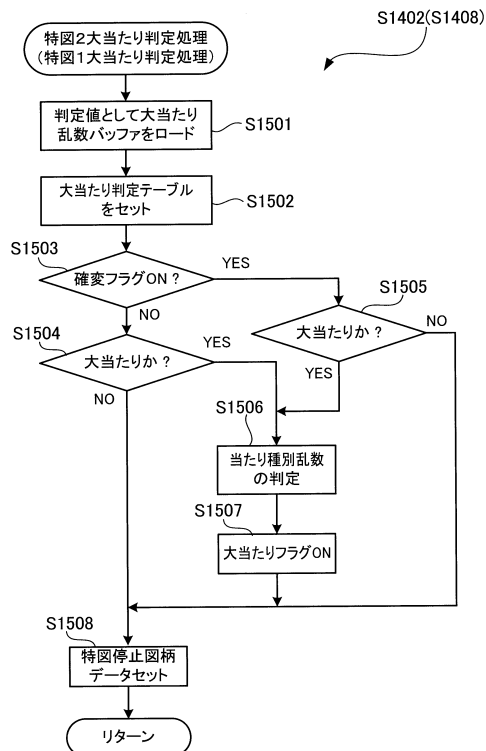 S1402(S1408)
特図２大当たり判定処理
(特図１大当たり判定処理)
判定値として大当たり
乱数バッファをロード
S1501
大当たり判定テーブル
をセット
S1502
S1503
確変フラグON？
YES
NO
S1505
大当たりか？
NO
YES
S1504
大当たりか？
YES
NO
S1506
当たり種別乱数
の判定
S1507
大当たりフラグON
S1508
特図停止図柄
データセット
リターン